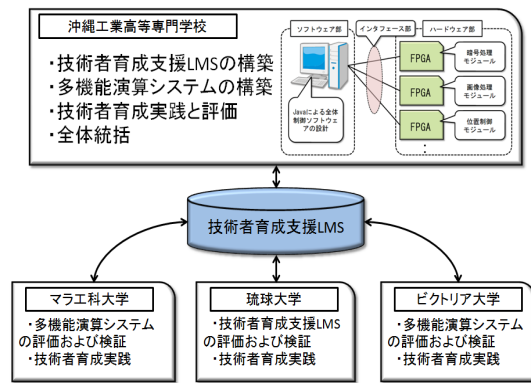 沖縄工業高等専門学校
・技術者育成支援LMSの構築
・多機能演算システムの構築
・技術者育成実践と評価
・全体統括
ソフトウェア部
インタフェース部
ハードウェア部
Javaによる全体
制御ソフトウェ
アの設計
FPGA
暗号処理
モジュール
FPGA
画像処理
モジュール
FPGA
位置制御
モジュール
:
技術者育成支援LMS
マラエ科大学
・多機能演算システム
の評価および検証
・技術者育成実践
琉球大学
・技術者育成支援LMS
の評価および検証
・技術者育成実践
ビクトリア大学
・多機能演算システム
の評価および検証
・技術者育成実践